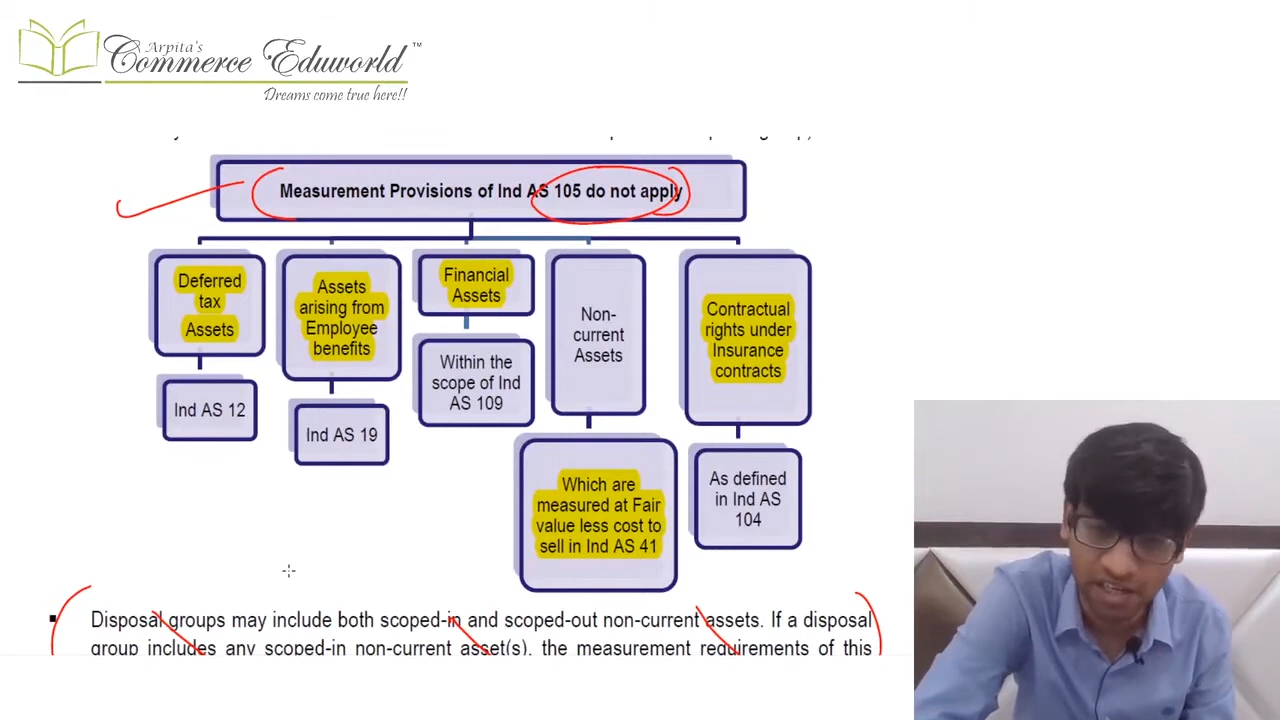 Arpita's
Commerce Eduworld™
Dreams come true here!!
Measurement Provisions of Ind AS 105 do not apply
Deferred
tax
Assets
Ind AS 12
Assets
arising from
Employee
benefits
Ind AS 19
Financial
Assets
Within the
scope of Ind
AS 109
Non-
current
Assets
Which are
measured at Fair
value less cost to
sell in Ind AS 41
Contractual
rights under
Insurance
contracts
As defined
in Ind AS
104
▪ Disposal groups may include both scoped-in and scoped-out non-current assets. If a disposal
group includes any scoped-in non-current asset(s), the measurement requirements of this